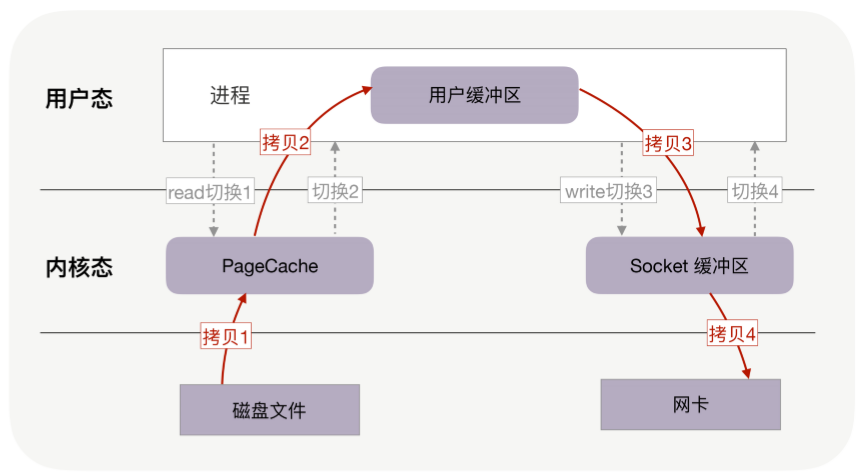 用户态
进程
用户缓冲区
拷贝2
拷贝3
read切换1
切换2
write切换3
切换4
内核态
PageCache
Socket 缓冲区
拷贝1
拷贝4
磁盘文件
网卡